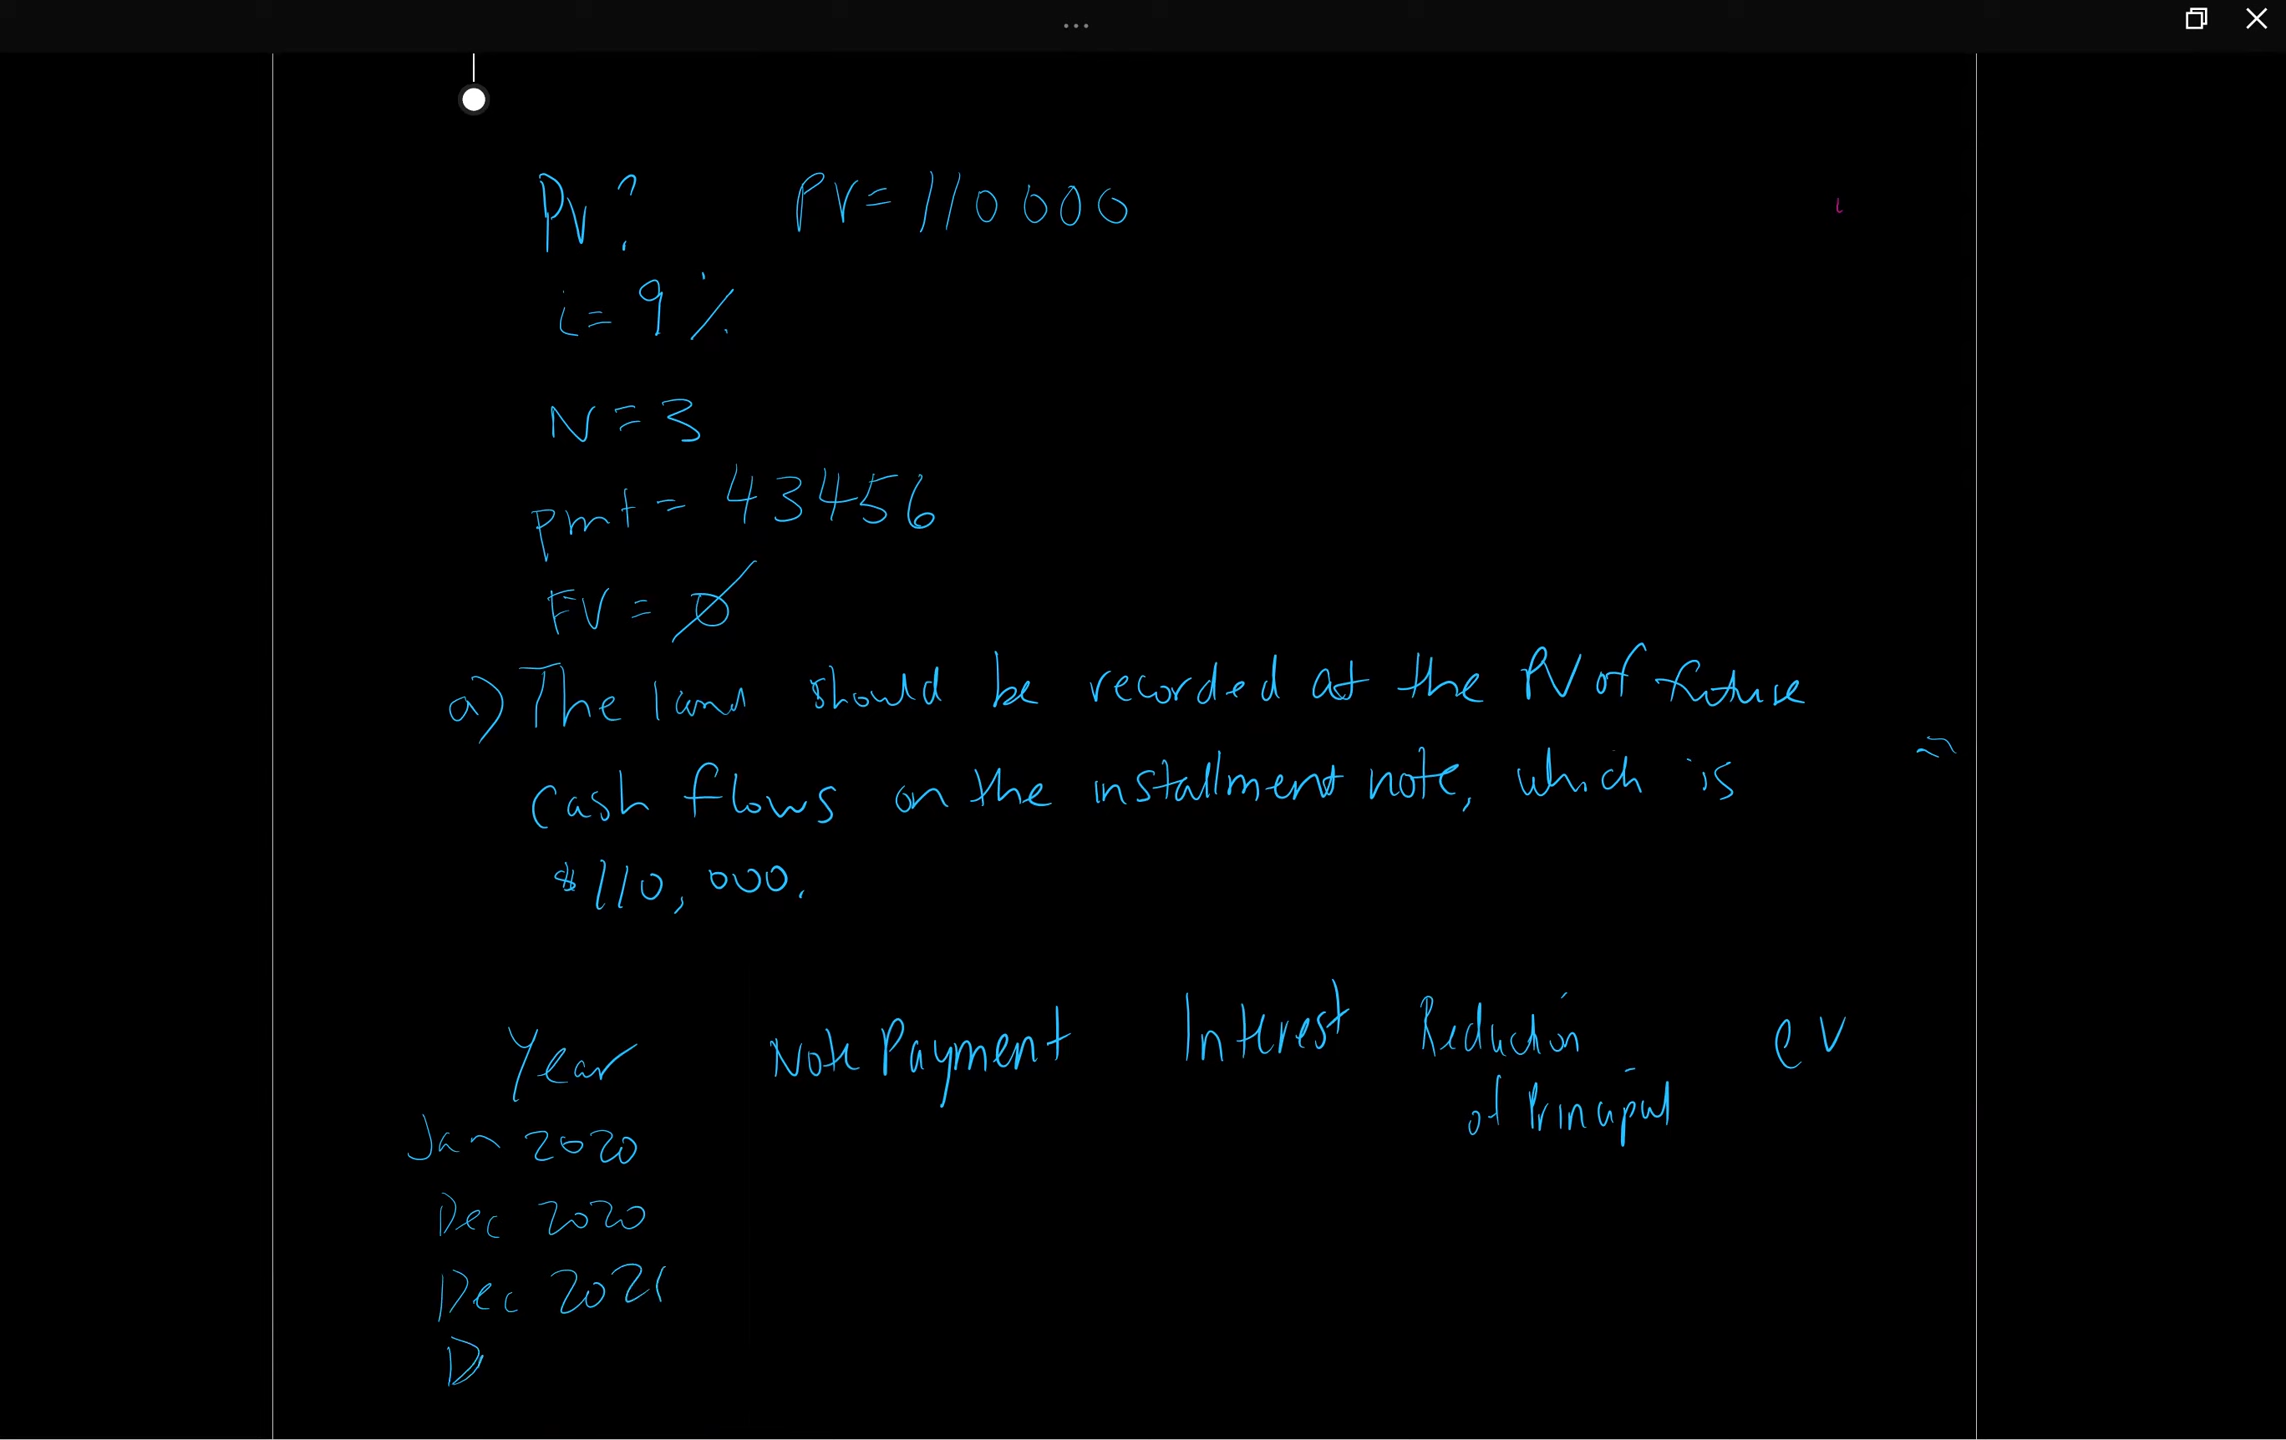 PV? PV = 110000
i = 9%
N = 3
pmt = 43456
FV = Ø
a) The land should be recorded at the PV of future
cash flows on the installment note, which is
$110,000.
Year Note Payment Interest Reduction CV
of Principal
Jan 2020
Dec 2020
Dec 2021
D